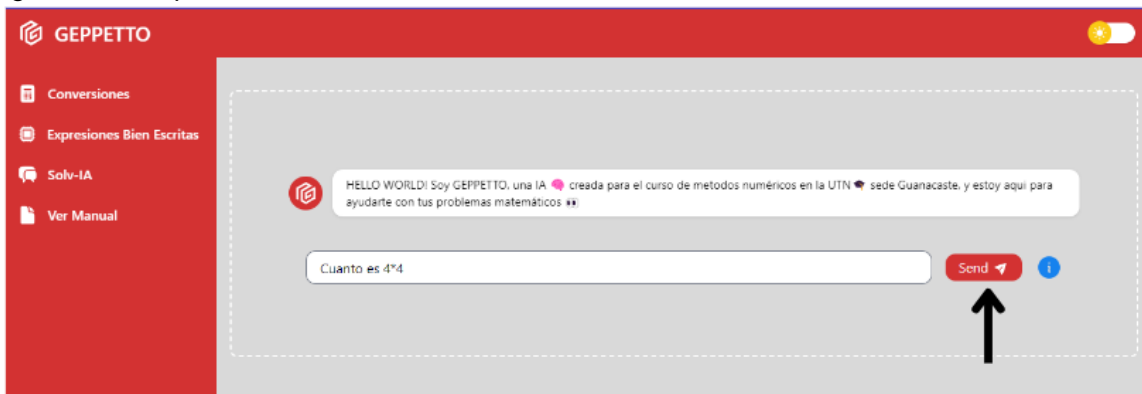 GEPPETTO
Conversiones
Expresiones Bien Escritas
Solv-IA
Ver Manual
HELLO WORLD! Soy GEPPETTO, una IA 🧠 creada para el curso de metodos numéricos en la UTN 🎓 sede Guanacaste, y estoy aqui para
ayudarte con tus problemas matemáticos 👀
Cuanto es 4*4
Send
i